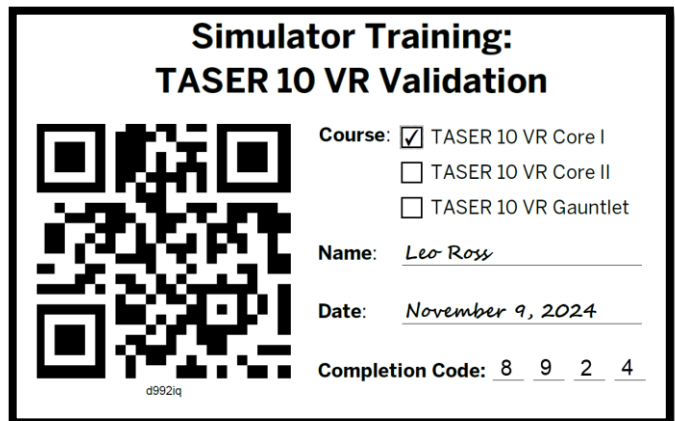 Simulator Training:
TASER 10 VR Validation
Course: ✓ TASER 10 VR Core I
TASER 10 VR Core II
TASER 10 VR Gauntlet
Name: Leo Ross
Date: November 9, 2024
Completion Code: 8 9 2 4
d992iq